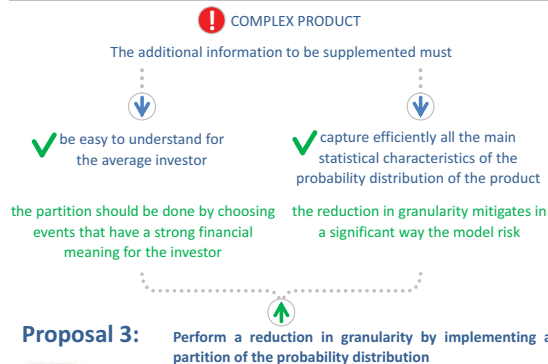 COMPLEX PRODUCT
The additional information to be supplemented must
be easy to understand for
the average investor
capture efficiently all the main
statistical characteristics of the
probability distribution of the product
the partition should be done by choosing
events that have a strong financial
meaning for the investor
the reduction in granularity mitigates in
a significant way the model risk
Proposal 3: Perform a reduction in granularity by implementing a
partition of the probability distribution